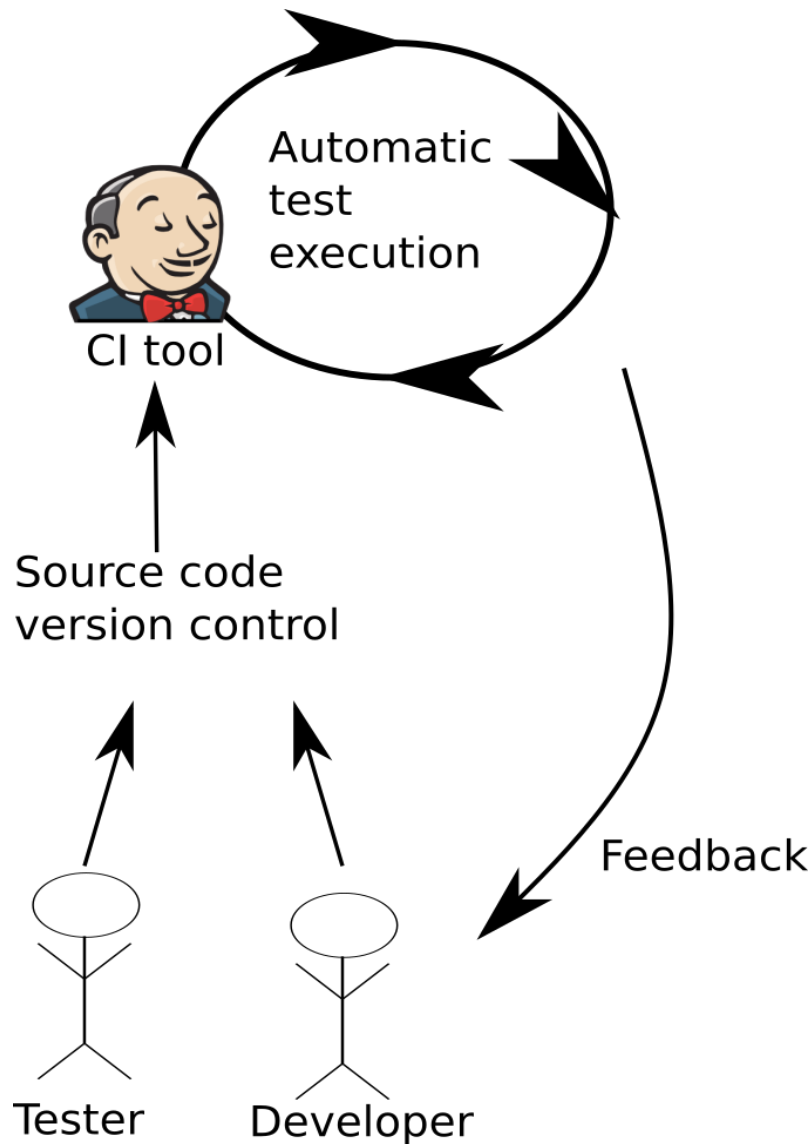 Automatic
test
execution
CI tool
Source code
version control
Feedback
Tester
Developer